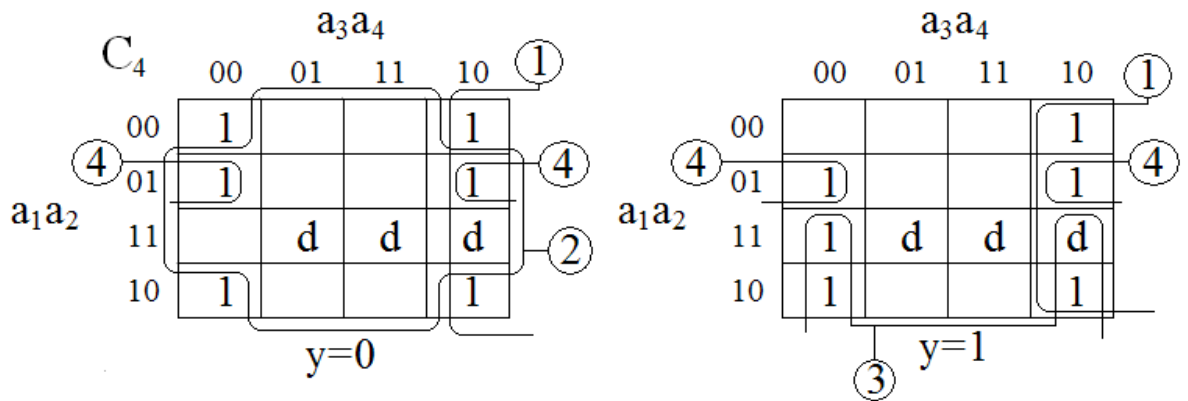 a₃a₄ a₃a₄
C₄
00 01 11 10 1 00 01 11 10 1
00 1 1 00 1
4 01 1 1 4 4 01 1 1 4
a₁a₂ 11 d d d 2 a₁a₂ 11 1 d d d
10 1 1 10 1 1
y=0 y=1
3